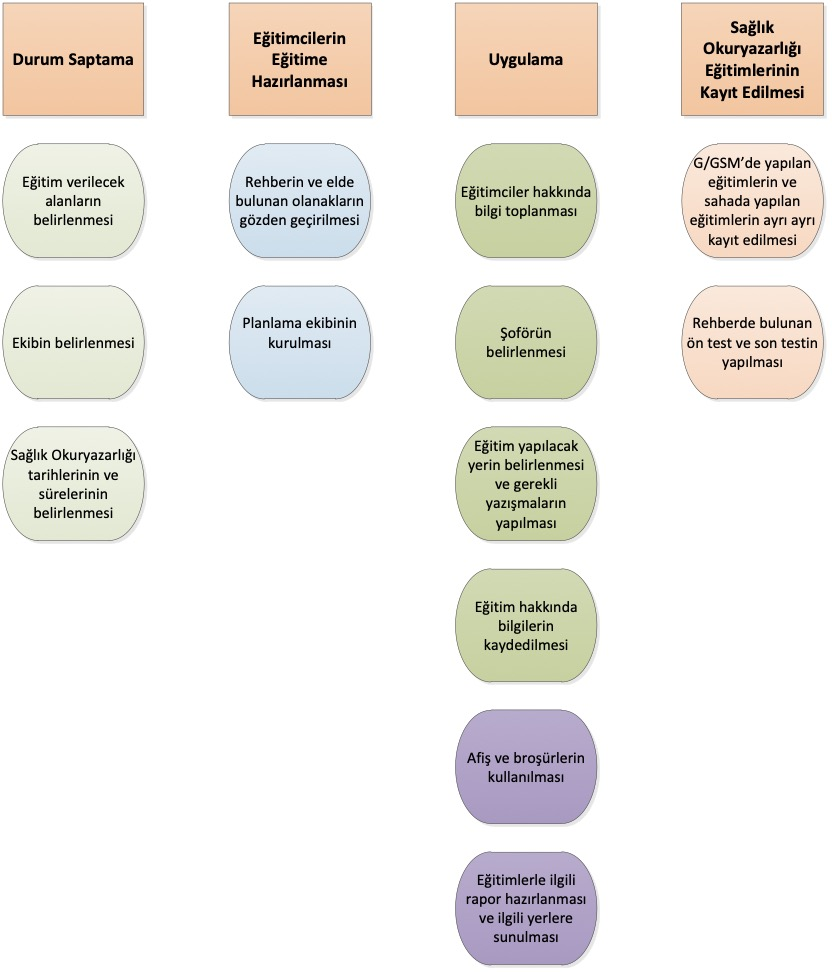 Durum Saptama
Eğitimcilerin
Eğitime
Hazırlanması
Uygulama
Sağlık
Okuryazarlığı
Eğitimlerinin
Kayıt Edilmesi
Eğitim verilecek
alanların
belirlenmesi
Rehberin ve elde
bulunan olanakların
gözden geçirilmesi
Eğitimciler hakkında
bilgi toplanması
G/GSM’de yapılan
eğitimlerin ve
sahada yapılan
eğitimlerin ayrı ayrı
kayıt edilmesi
Ekibin belirlenmesi
Planlama ekibinin
kurulması
Şoförün
belirlenmesi
Rehberde bulunan
ön test ve son testin
yapılması
Sağlık Okuryazarlığı
tarihlerinin ve
sürelerinin
belirlenmesi
Eğitim yapılacak
yerin belirlenmesi
ve gerekli
yazışmaların
yapılması
Eğitim hakkında
bilgilerin
kaydedilmesi
Afiş ve broşürlerin
kullanılması
Eğitimlerle ilgili
rapor hazırlanması
ve ilgili yerlere
sunulması